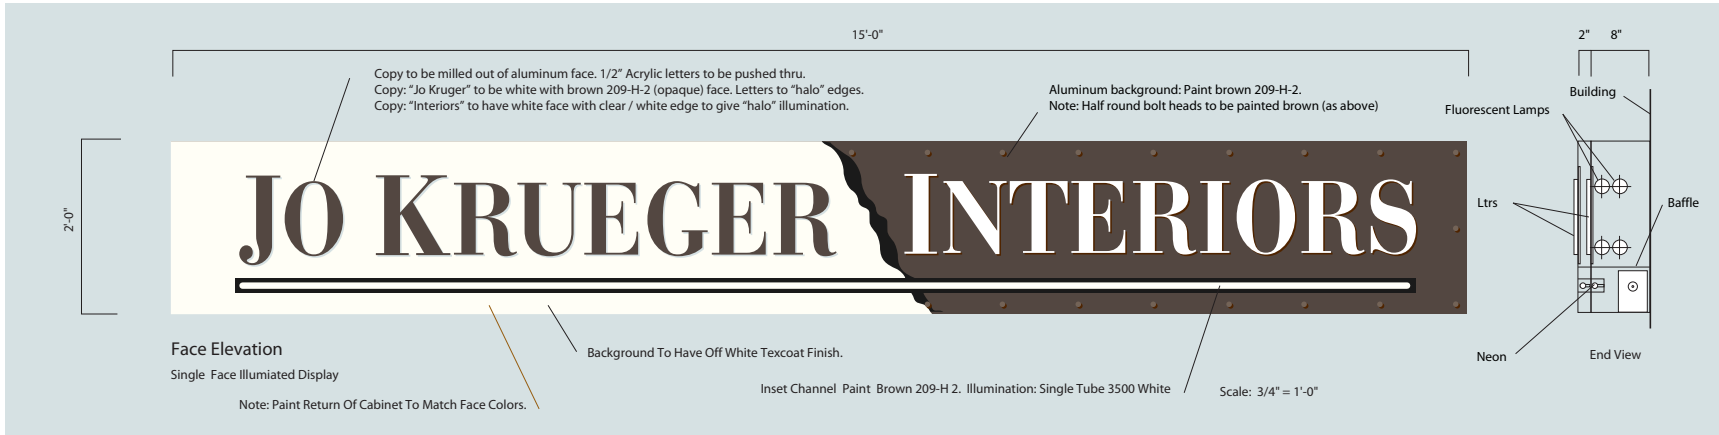 15'-0"
2" 8"
Copy to be milled out of aluminum face. 1/2" Acrylic letters to be pushed thru.
Copy: “Jo Kruger” to be white with brown 209-H-2 (opaque) face. Letters to “halo” edges.
Copy: “Interiors” to have white face with clear / white edge to give “halo” illumination.
Aluminum background: Paint brown 209-H-2.
Note: Half round bolt heads to be painted brown (as above)
Building
Fluorescent Lamps
2'-0"
JO KRUEGER INTERIORS
Ltrs
Baffle
Face Elevation
Single Face Illumiated Display
Background To Have Off White Texcoat Finish.
Neon
End View
Note: Paint Return Of Cabinet To Match Face Colors.
Inset Channel Paint Brown 209-H 2. Illumination: Single Tube 3500 White
Scale: 3/4" = 1'-0"